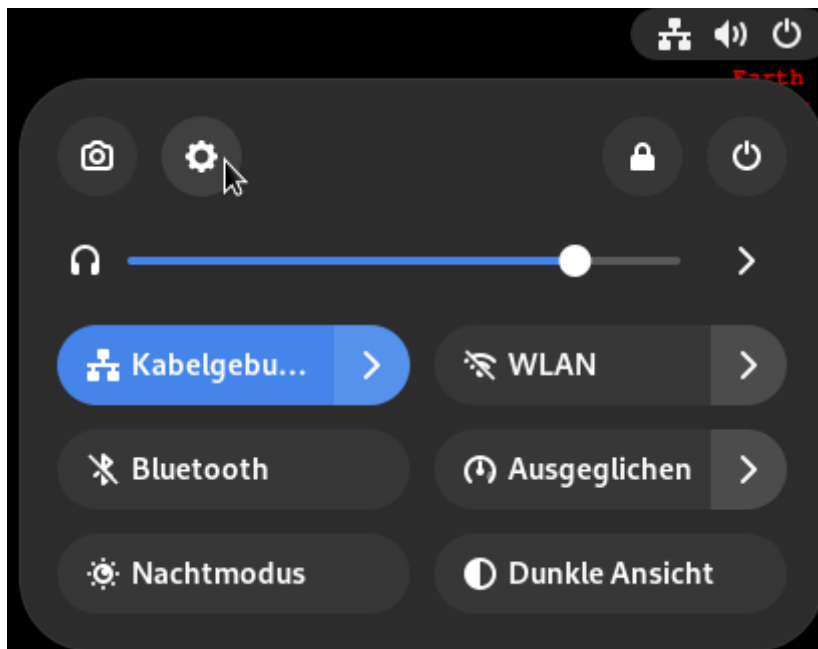 Earth
Kabelgebu...
WLAN
Bluetooth
Ausgeglichen
Nachtmodus
Dunkle Ansicht